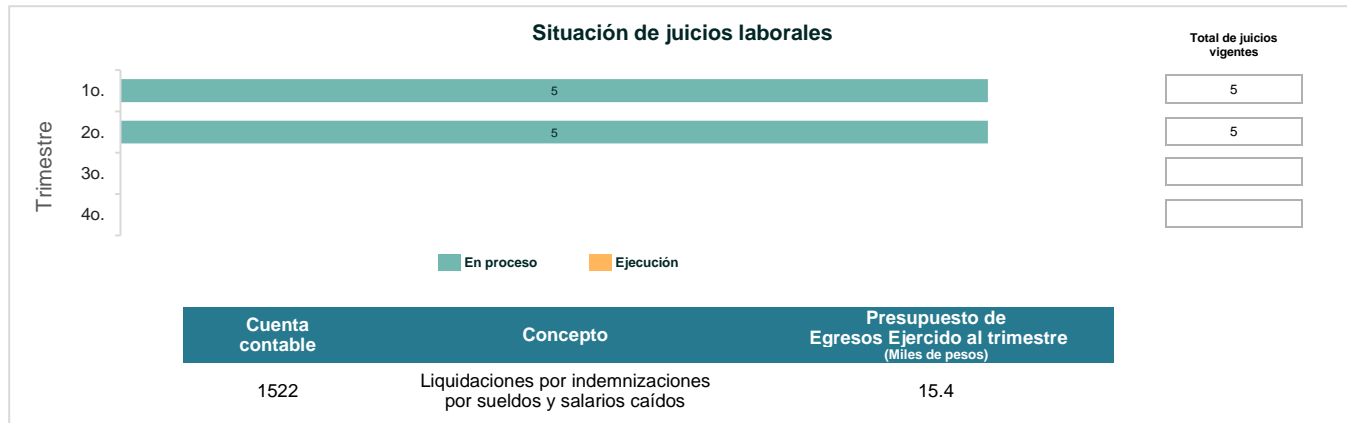 Situación de juicios laborales
Total de juicios
vigentes
Trimestre
1o.
5
5
2o.
5
5
3o.
4o.
En proceso
Ejecución
Cuenta
contable
Concepto
Presupuesto de
Egresos Ejercido al trimestre
(Miles de pesos)
1522
Liquidaciones por indemnizaciones
por sueldos y salarios caídos
15.4